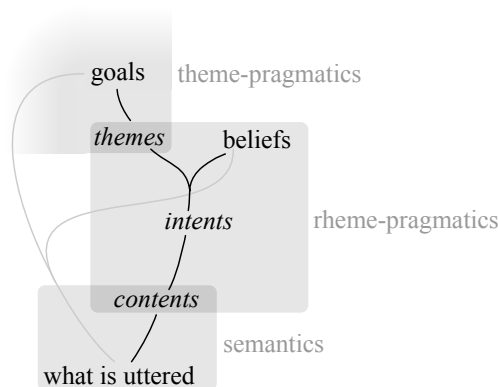 goals theme-pragmatics
themes beliefs
intents rheme-pragmatics
contents
semantics
what is uttered